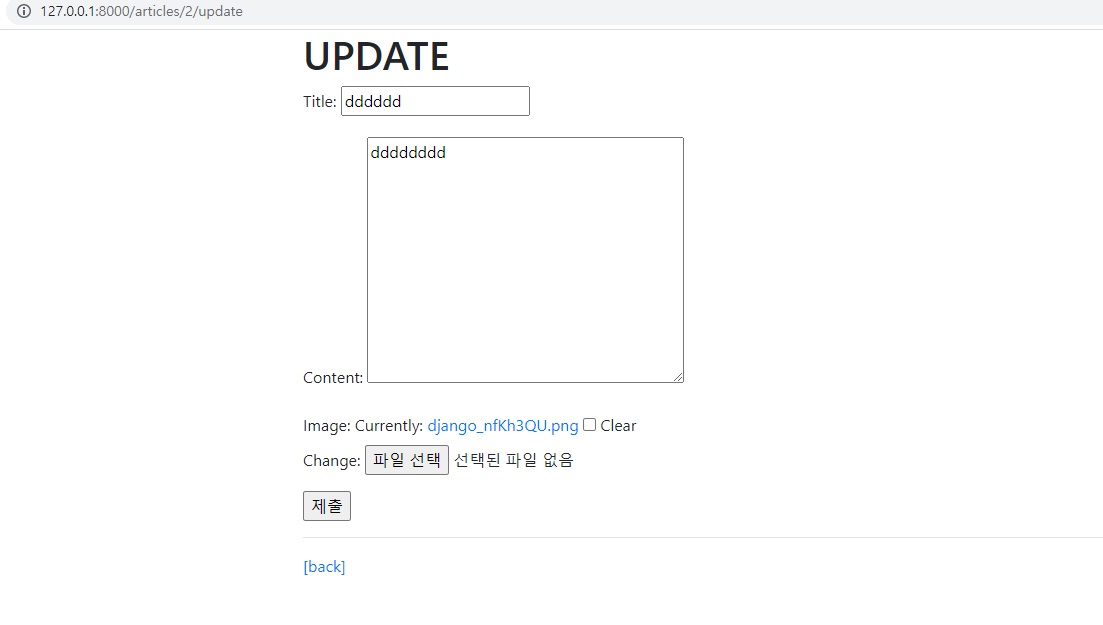 127.0.0.1:8000/articles/2/update
UPDATE
Title: dddddd
dddddddd
Content:
Image: Currently: django_nfKh3QU.png Clear
Change: 파일 선택 선택된 파일 없음
제출
[back]